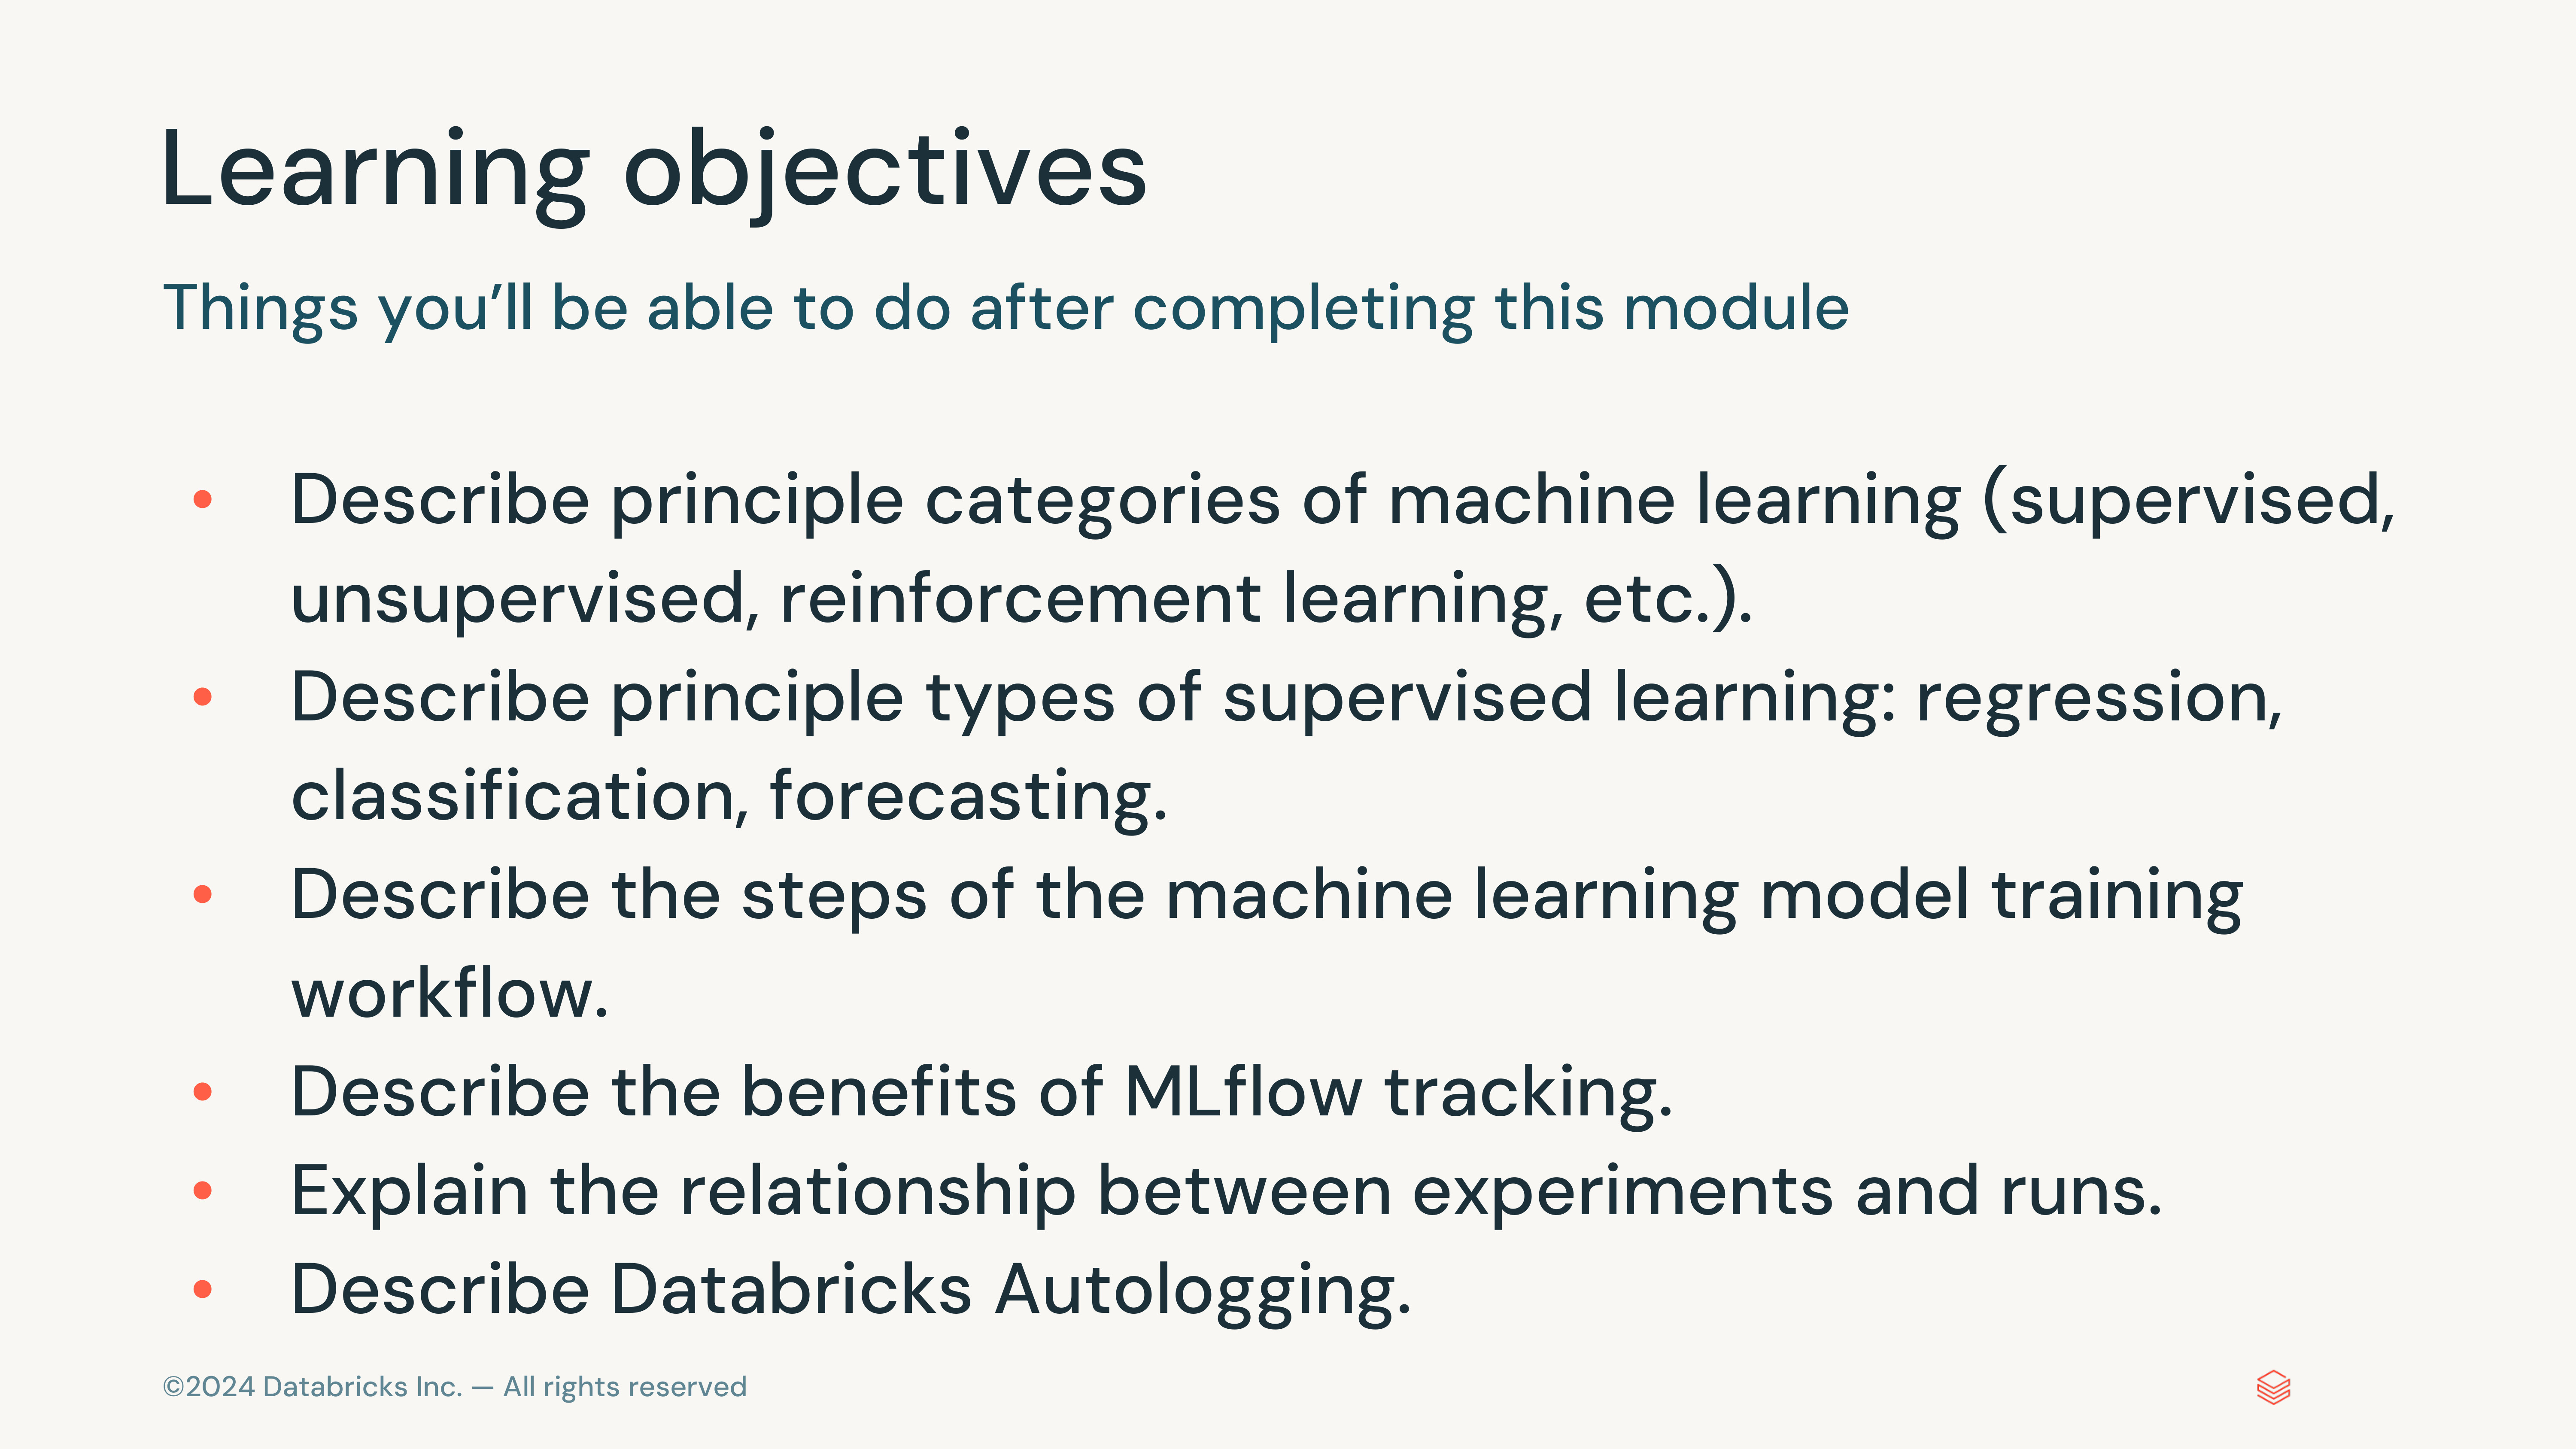 Learning objectives
Things you’ll be able to do after completing this module
• Describe principle categories of machine learning (supervised,
unsupervised, reinforcement learning, etc.).
• Describe principle types of supervised learning: regression,
classification, forecasting.
• Describe the steps of the machine learning model training
workflow.
• Describe the benefits of MLflow tracking.
• Explain the relationship between experiments and runs.
• Describe Databricks Autologging.
©2024 Databricks Inc. — All rights reserved